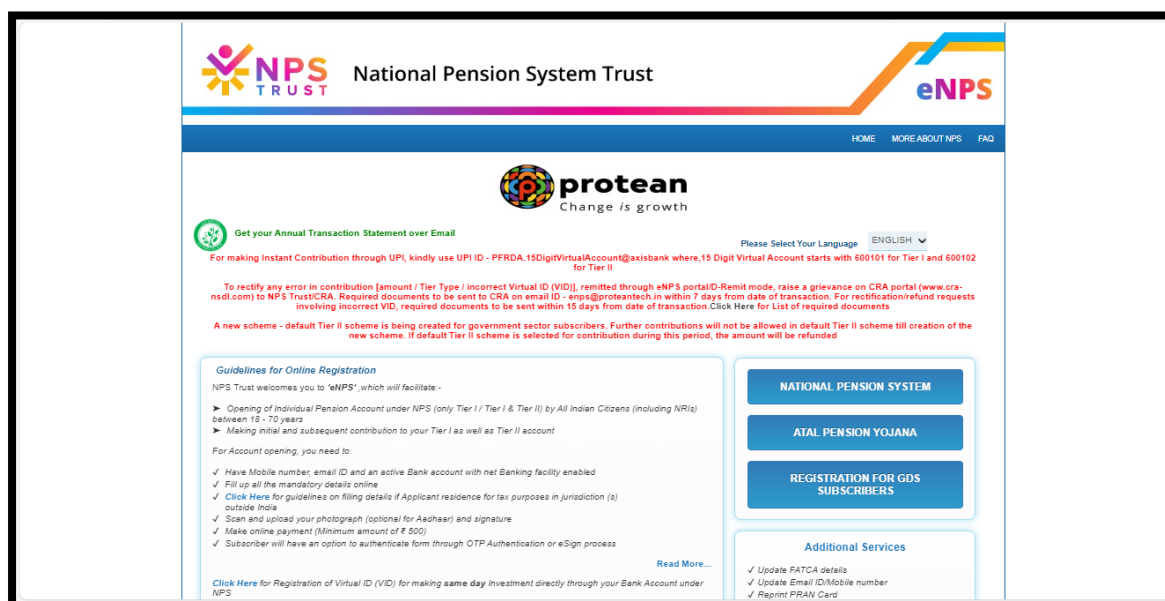 NPS
TRUST
National Pension System Trust
eNPS
HOME MORE ABOUT NPS FAQ
protean
Change is growth
Get your Annual Transaction Statement over Email
Please Select Your Language ENGLISH
For making Instant Contribution through UPI, kindly use UPI ID - PFRDA.15DigitVirtualAccount@axisbank where,15 Digit Virtual Account starts with 600101 for Tier I and 600102
for Tier II
To rectify any error in contribution [amount / Tier Type / incorrect Virtual ID (VID)], remitted through eNPS portal/D-Remit mode, raise a grievance on CRA portal (www.cra-
nsdl.com) to NPS Trust/CRA. Required documents to be sent to CRA on email ID - enps@proteantech.in within 7 days from date of transaction. For rectification/refund requests
involving incorrect VID, required documents to be sent within 15 days from date of transaction.Click Here for List of required documents
A new scheme - default Tier II scheme is being created for government sector subscribers. Further contributions will not be allowed in default Tier II scheme till creation of the
new scheme. If default Tier II scheme is selected for contribution during this period, the amount will be refunded
Guidelines for Online Registration
NPS Trust welcomes you to 'eNPS' ,which will facilitate:-
➤ Opening of Individual Pension Account under NPS (only Tier I / Tier I & Tier II) by All Indian Citizens (including NRIs)
between 18 - 70 years
➤ Making initial and subsequent contribution to your Tier I as well as Tier II account
For Account opening, you need to:
✓ Have Mobile number, email ID and an active Bank account with net Banking facility enabled
✓ Fill up all the mandatory details online
✓ Click Here for guidelines on filling details if Applicant residence for tax purposes in jurisdiction (s)
outside India
✓ Scan and upload your photograph (optional for Aadhaar) and signature
✓ Make online payment (Minimum amount of ₹ 500)
✓ Subscriber will have an option to authenticate form through OTP Authentication or eSign process
Read More...
Click Here for Registration of Virtual ID (VID) for making same day Investment directly through your Bank Account under
NPS
NATIONAL PENSION SYSTEM
ATAL PENSION YOJANA
REGISTRATION FOR GDS
SUBSCRIBERS
Additional Services
✓ Update FATCA details
✓ Update Email ID/Mobile number
✓ Reprint PRAN Card